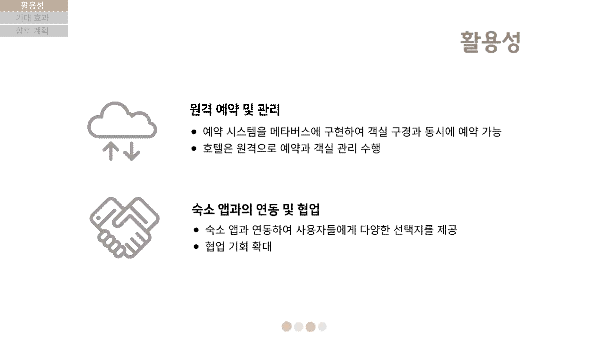 활용성
기대 효과
활용성
원격 예약 및 관리
예약 시스템을 메타버스에 구현하여 객실 구경과 동시에 예약 가능
호텔은 원격으로 예약과 객실 관리 수행
숙소 앱과의 연동 및 협업
숙소 앱과 연동하여 사용자들에게 다양한 선택지를 제공
협업 기회 확대